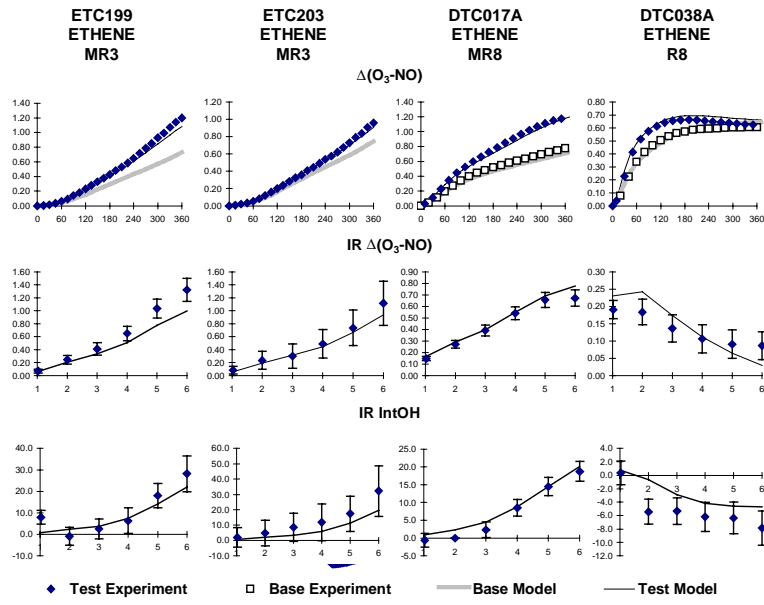 ETC199 ETC203 DTC017A DTC038A
ETHENE ETHENE ETHENE ETHENE
MR3 MR3 MR8 R8
Δ(O₃-NO)
1.40 1.40 1.40 0.80
1.20 1.20 1.20 0.70
1.00 1.00 1.00 0.60
0.80 0.80 0.80 0.50
0.60 0.60 0.60 0.40
0.40 0.40 0.40 0.30
0.20 0.20 0.20 0.20
0.00 0.00 0.00 0.10
0.00
0 60 120 180 240 300 360 0 60 120 180 240 300 360 0 60 120 180 240 300 360 0 60 120 180 240 300 360
IR Δ(O₃-NO)
1.60 1.60 0.90 0.30
1.40 1.40 0.80 0.25
1.20 1.20 0.70 0.20
1.00 1.00 0.60 0.15
0.80 0.80 0.50 0.10
0.60 0.60 0.40 0.05
0.40 0.40 0.30 0.00
0.20 0.20 0.20
0.00 0.00 0.10
0.00
1 2 3 4 5 6 1 2 3 4 5 6 1 2 3 4 5 6 1 2 3 4 5 6
IR IntOH
40.0 60.0 25.0 4.0
30.0 50.0 20.0 2.0
20.0 40.0 15.0 0.0
10.0 30.0 10.0 -2.0
0.0 20.0 5.0 -4.0
-10.0 10.0 0.0 -6.0
0.0 -5.0 -8.0
-10.0 -10.0
-12.0
1 2 3 4 5 6 1 2 3 4 5 6 1 2 3 4 5 6 1 2 3 4 5 6
Test Experiment Base Experiment Base Model Test Model